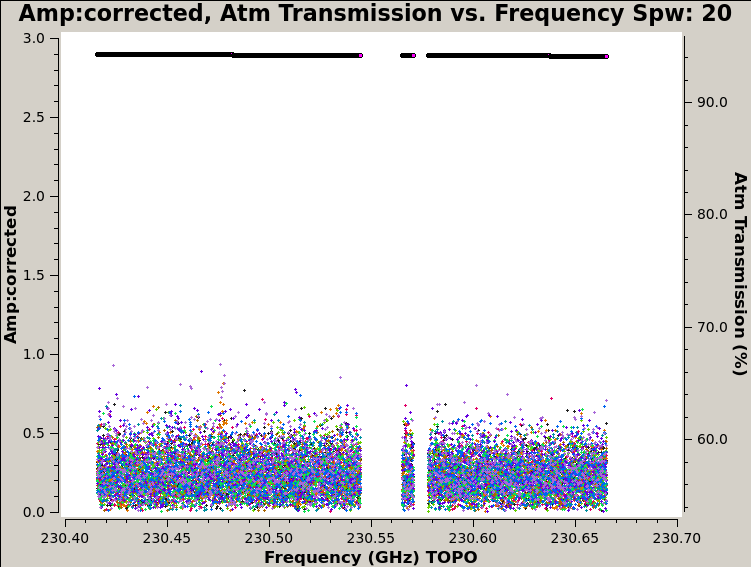 Amp:corrected, Atm Transmission vs. Frequency Spw: 20
3.0
2.5
2.0
1.5
1.0
0.5
0.0
Amp:corrected
90.0
80.0
70.0
60.0
Atm Transmission (%)
230.40 230.45 230.50 230.55 230.60 230.65 230.70
Frequency (GHz) TOPO